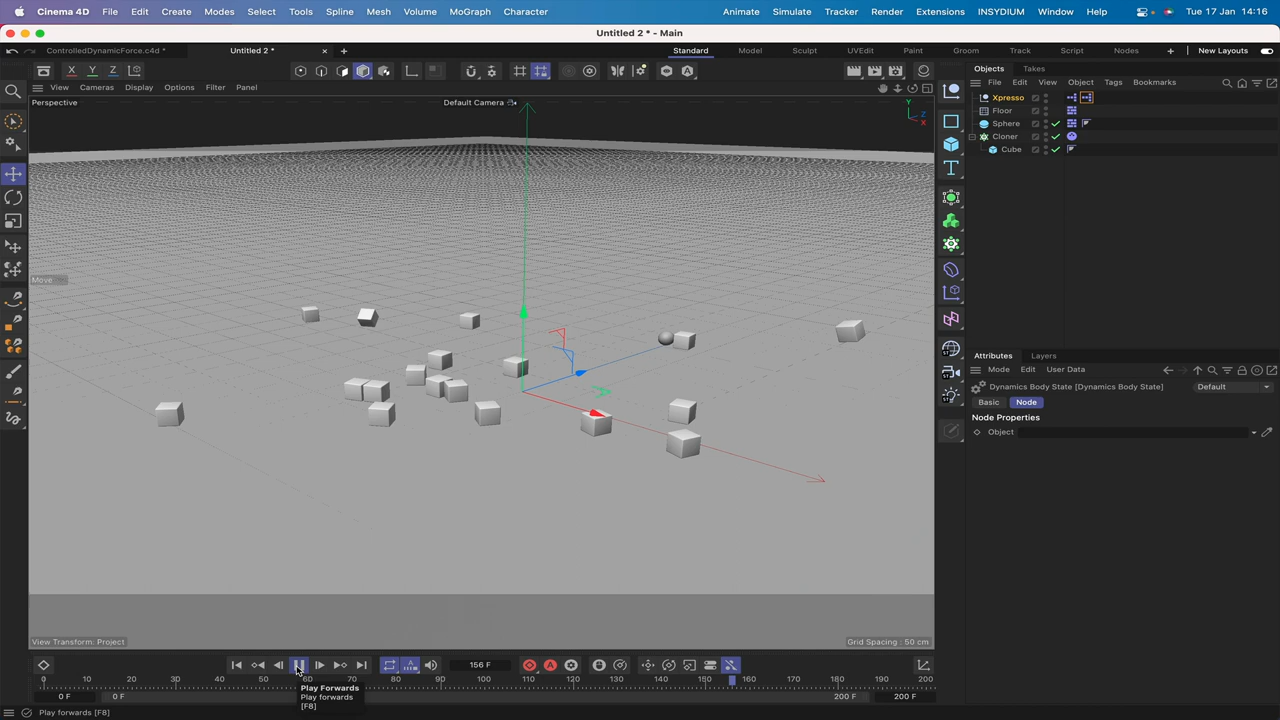 Cinema 4D File Edit Create Modes Select Tools Spline Mesh Volume MoGraph Character Animate Simulate Tracker Render Extensions INSYDIUM Window Help Tue 17 Jan 14:16
Untitled 2 * - Main
ControlledDynamicForce.c4d * Untitled 2 * Standard Model Sculpt UVEdit Paint Groom Track Script Nodes New Layouts
X Y Z Objects Takes
View Cameras Display Options Filter Panel File Edit View Object Tags Bookmarks
Perspective Default Camera Y Z X Xpresso
Floor
Sphere
Cloner
Cube
Move
Attributes Layers
Mode Edit User Data
Dynamics Body State [Dynamics Body State] Default
Basic Node
Node Properties
Object
View Transform: Project Grid Spacing : 50 cm
156 F
0 10 20 30 40 50 60 70 80 90 100 110 120 130 140 150 160 170 180 190 200
Play Forwards
0 F 0 F Play forwards 200 F 200 F
[F8]
Play forwards [F8]